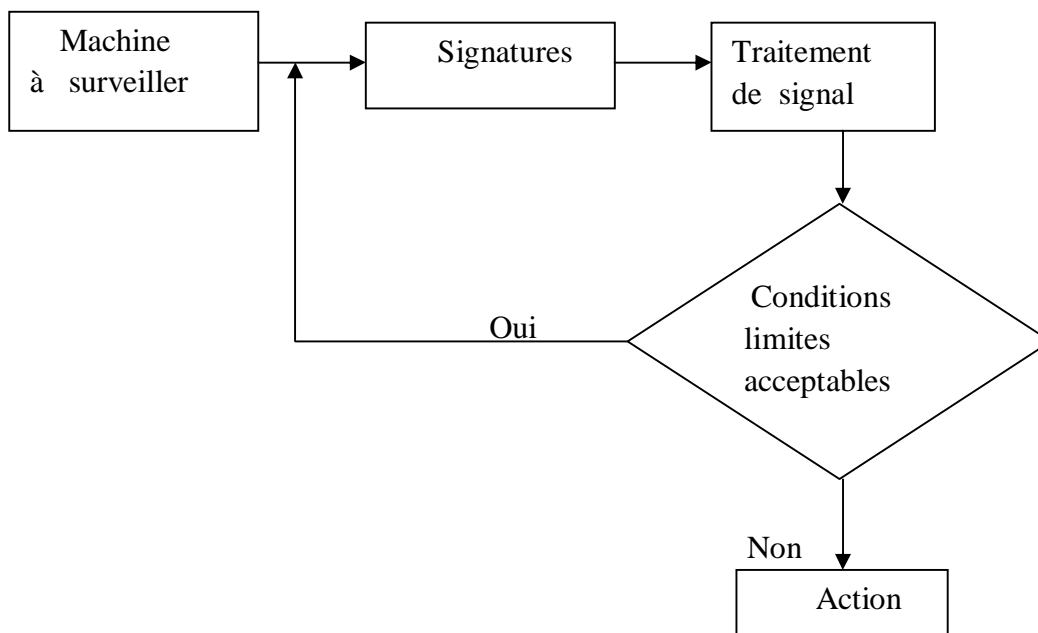 Machine
à surveiller
Signatures
Traitement
de signal
Conditions
limites
acceptables
Oui
Non
Action